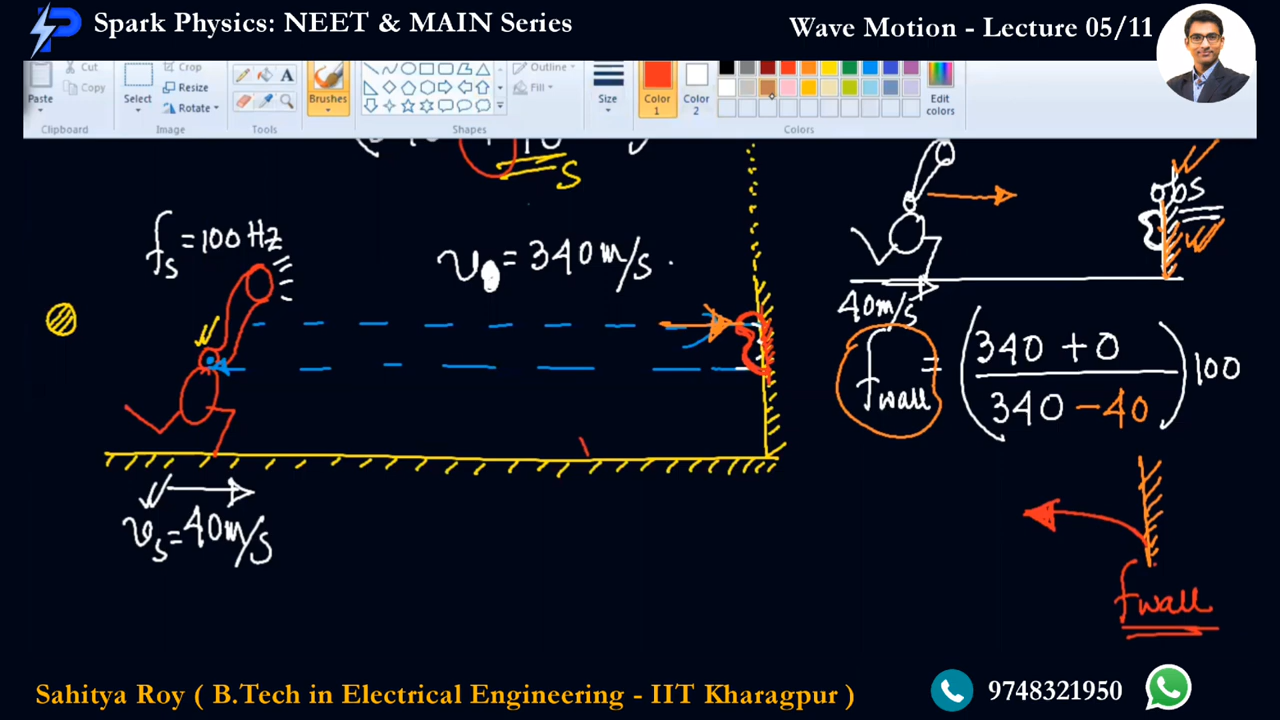 Spark Physics: NEET & MAIN Series
Wave Motion - Lecture 05/11
Paste
Cut
Copy
Clipboard
Select
Crop
Resize
Rotate
Image
A
Tools
Brushes
Shapes
Outline
Fill
Size
Color 1
Color 2
Edit colors
Colors
S
obs
fs = 100 Hz
v = 340 m/s.
40m/s
fwall = (340 + 0 / 340 - 40) 100
vs = 40m/s
fwall
Sahitya Roy ( B.Tech in Electrical Engineering - IIT Kharagpur )
9748321950